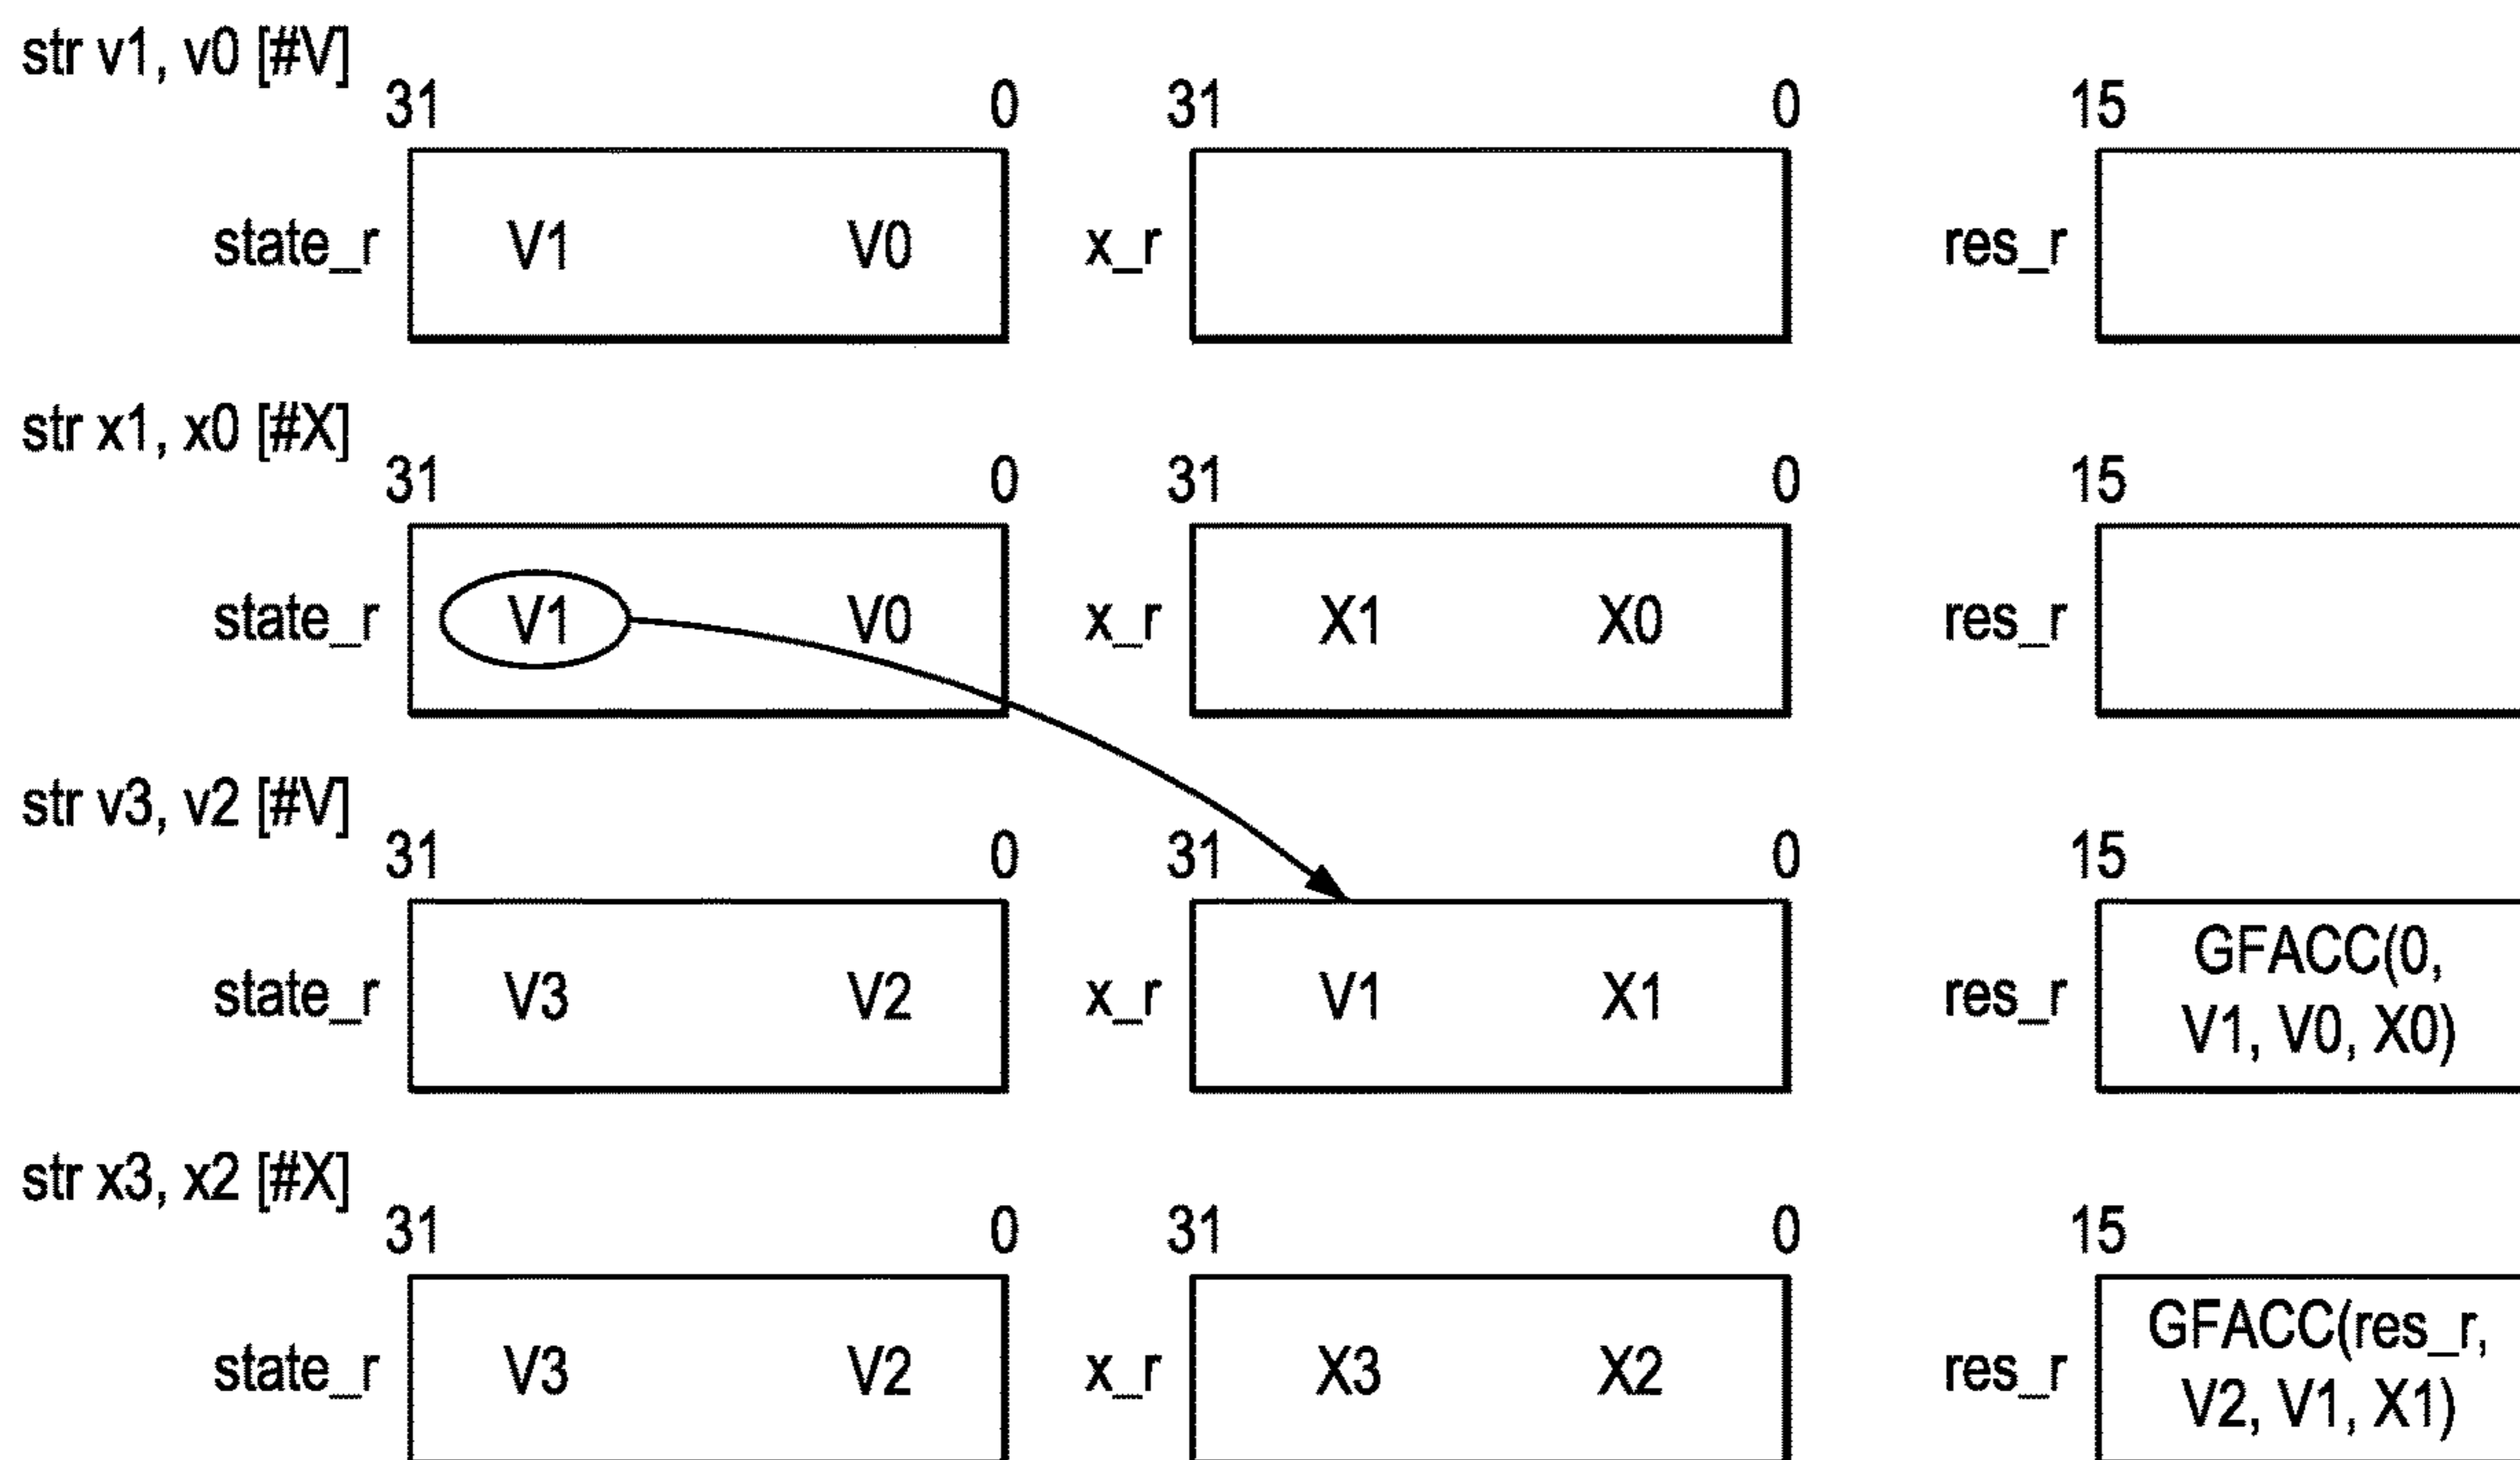 str v1, v0 [#V]
31 0 31 0 15
state_r V1 V0 x_r res_r
str x1, x0 [#X]
31 0 31 0 15
state_r V1 V0 x_r X1 X0 res_r
str v3, v2 [#V]
31 0 31 0 15
state_r V3 V2 x_r V1 X1 res_r GFACC(0,
V1, V0, X0)
str x3, x2 [#X]
31 0 31 0 15
state_r V3 V2 x_r X3 X2 res_r GFACC(res_r,
V2, V1, X1)